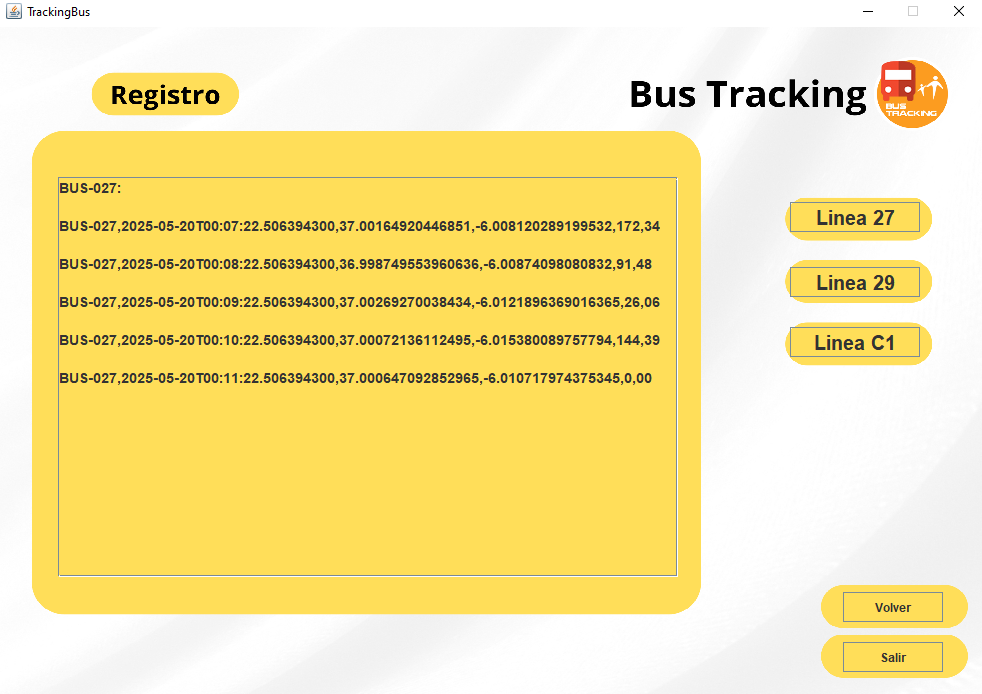 TrackingBus
Registro
Bus Tracking
BUS
TRACKING
BUS-027:
BUS-027,2025-05-20T00:07:22.506394300,37.00164920446851,-6.008120289199532,172,34
BUS-027,2025-05-20T00:08:22.506394300,36.998749553960636,-6.00874098080832,91,48
BUS-027,2025-05-20T00:09:22.506394300,37.00269270038434,-6.0121896369016365,26,06
BUS-027,2025-05-20T00:10:22.506394300,37.00072136112495,-6.015380089757794,144,39
BUS-027,2025-05-20T00:11:22.506394300,37.000647092852965,-6.010717974375345,0,00
Linea 27
Linea 29
Linea C1
Volver
Salir